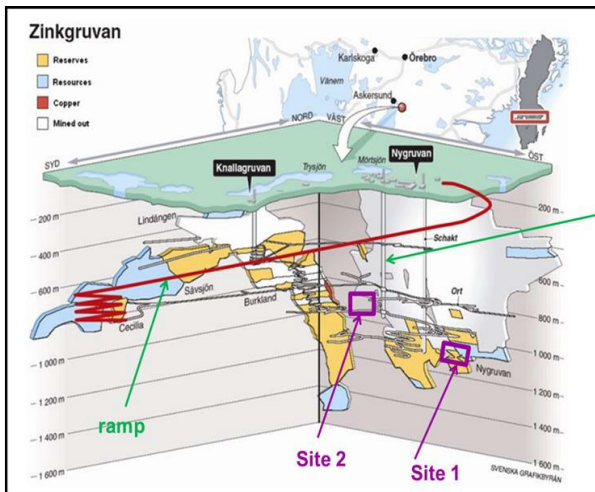 Zinkgruvan
Reserves
Resources
Copper
Mined out
Karlskoga
Örebro
Vänern
Askersund
NORD
VÄST
SYD
ÖST
Knallagruvan
Trysjön
Mörtsjön
Nygruvan
200 m
400 m
600 m
800 m
1 000 m
1 200 m
1 400 m
1 600 m
200 m
400 m
600 m
800 m
1 000 m
1 200 m
1 400 m
1 600 m
Lindängen
Schakt
Sävsjön
Burkland
Ort
Cecilia
Nygruvan
ramp
Site 2
Site 1
SVENSKA GRAFIKBYRÅN